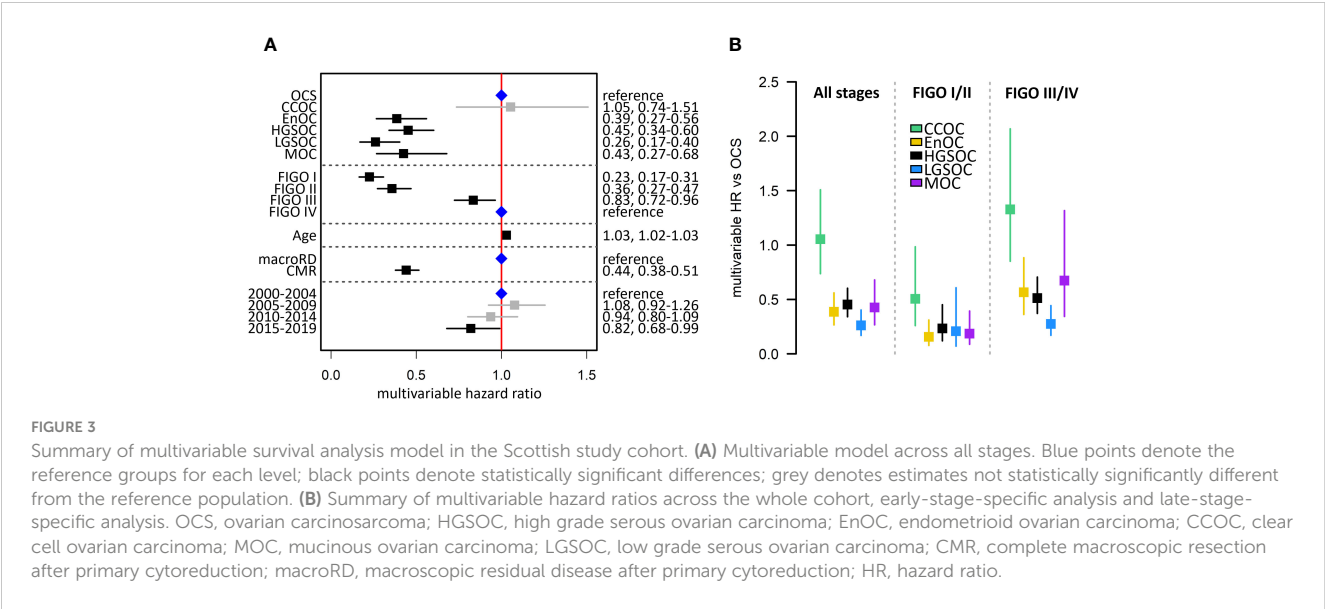 A
OCS reference
CCOC 1.05, 0.74-1.51
EnOC 0.39, 0.27-0.56
HGSOC 0.45, 0.34-0.60
LGSOC 0.26, 0.17-0.40
MOC 0.43, 0.27-0.68
FIGO I 0.23, 0.17-0.31
FIGO II 0.36, 0.27-0.47
FIGO III 0.83, 0.72-0.96
FIGO IV reference
Age 1.03, 1.02-1.03
macroRD reference
CMR 0.44, 0.38-0.51
2000-2004 reference
2005-2009 1.08, 0.92-1.26
2010-2014 0.94, 0.80-1.09
2015-2019 0.82, 0.68-0.99
0.0 0.5 1.0 1.5
multivariable hazard ratio
B
multivariable HR vs OCS
2.5
2.0
1.5
1.0
0.5
0.0
All stages FIGO I/II FIGO III/IV
CCOC
EnOC
HGSOC
LGSOC
MOC
FIGURE 3
Summary of multivariable survival analysis model in the Scottish study cohort. (A) Multivariable model across all stages. Blue points denote the
reference groups for each level; black points denote statistically significant differences; grey denotes estimates not statistically significantly different
from the reference population. (B) Summary of multivariable hazard ratios across the whole cohort, early-stage-specific analysis and late-stage-
specific analysis. OCS, ovarian carcinosarcoma; HGSOC, high grade serous ovarian carcinoma; EnOC, endometrioid ovarian carcinoma; CCOC, clear
cell ovarian carcinoma; MOC, mucinous ovarian carcinoma; LGSOC, low grade serous ovarian carcinoma; CMR, complete macroscopic resection
after primary cytoreduction; macroRD, macroscopic residual disease after primary cytoreduction; HR, hazard ratio.